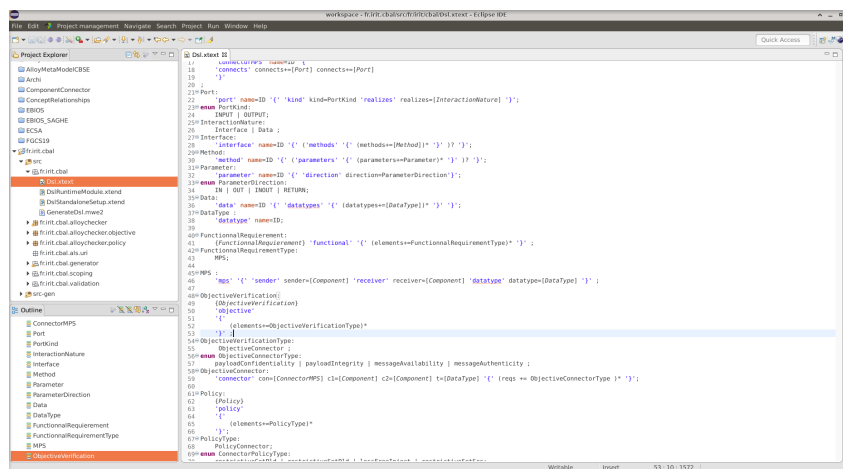 workspace - fr.irit.cbal/src/fr/irit/cbal/Dsl.xtext - Eclipse IDE
File Edit Project management Navigate Search Project Run Window Help
Quick Access
Project Explorer
AlloyMetaModelCBSE
Archi
ComponentConnector
ConceptRelationships
EBIOS
EBIOS_SAGHE
ECSA
FGCS19
fr.irit.cbal
src
fr.irit.cbal
Dsl.xtext
DslRuntimeModule.xtend
DslStandaloneSetup.xtend
GenerateDsl.mwe2
fr.irit.cbal.alloychecker
fr.irit.cbal.alloychecker.objective
fr.irit.cbal.alloychecker.policy
fr.irit.cbal.als.uri
fr.irit.cbal.generator
fr.irit.cbal.scoping
fr.irit.cbal.validation
src-gen
Outline
ConnectorMPS
Port
PortKind
InteractionNature
Interface
Method
Parameter
ParameterDirection
Data
DataType
FunctionnalRequierement
FunctionnalRequirementType
MPS
ObjectiveVerification
Dsl.xtext
17 'connectorMPS' name=ID '{'
18 'connects' connects+=[Port] connects+=[Port]
19 '}'
20 ;
21 Port:
22 'port' name=ID '{' 'kind' kind=PortKind 'realizes' realizes=[InteractionNature] '}';
23 enum PortKind:
24 INPUT | OUTPUT;
25 InteractionNature:
26 Interface | Data ;
27 Interface:
28 'interface' name=ID '{' ('methods' '{' (methods+=[Method])* '}' )? '}';
29 Method:
30 'method' name=ID '{' ('parameters' '{' (parameters+=Parameter)* '}' )? '}';
31 Parameter:
32 'parameter' name=ID '{' 'direction' direction=ParameterDirection'}';
33 enum ParameterDirection:
34 IN | OUT | INOUT | RETURN;
35 Data:
36 'data' name=ID '{' 'datatypes' '{' (datatypes+=[DataType])* '}' '}';
37 DataType :
38 'datatype' name=ID;
39
40 FunctionnalRequierement:
41 {FunctionnalRequierement} 'functional' '{' (elements+=FunctionnalRequirementType)* '}' ;
42 FunctionnalRequirementType:
43 MPS;
44
45 MPS :
46 'mps' '{' 'sender' sender=[Component] 'receiver' receiver=[Component] 'datatype' datatype=[DataType] '}' ;
47
48 ObjectiveVerification:
49 {ObjectiveVerification}
50 'objective'
51 '{'
52 (elements+=ObjectiveVerificationType)*
53 '}' ;
54 ObjectiveVerificationType:
55 ObjectiveConnector ;
56 enum ObjectiveConnectorType:
57 payloadConfidentiality | payloadIntegrity | messageAvailability | messageAuthenticity ;
58 ObjectiveConnector:
59 'connector' con=[ConnectorMPS] c1=[Component] c2=[Component] t=[DataType] '{' (reqs += ObjectiveConnectorType )* '}';
60
61 Policy:
62 {Policy}
63 'policy'
64 '{'
65 (elements+=PolicyType)*
66 '}';
67 PolicyType:
68 PolicyConnector;
69 enum ConnectorPolicyType:
Writable Insert 53 : 10 : 1572